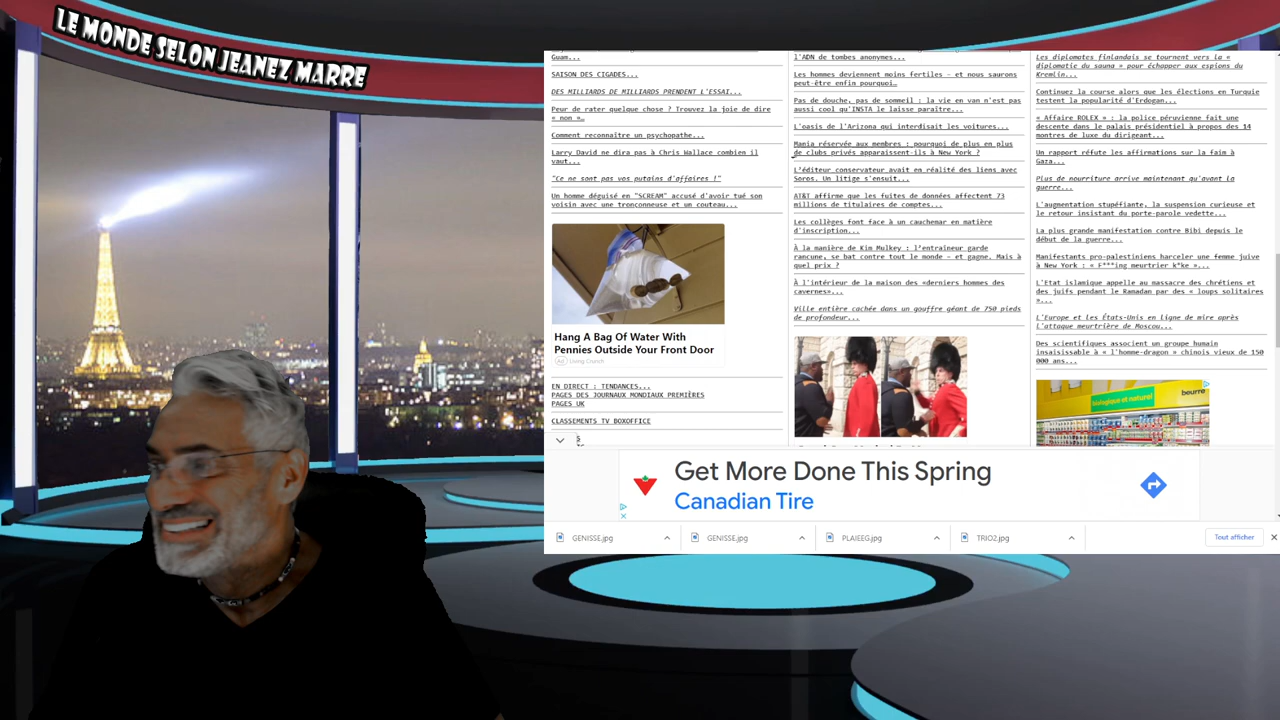 LE MONDE SELON JEANEZ MARRE
Guam...
SAISON DES CIGADES...
DES MILLIARDS DE MILLIARDS PRENDENT L'ESSAI...
Peur de rater quelque chose ? Trouvez la joie de dire
« non »…
Comment reconnaître un psychopathe...
Larry David ne dira pas à Chris Wallace combien il
vaut...
"Ce ne sont pas vos putains d'affaires !"
Un homme déguisé en "SCREAM" accusé d'avoir tué son
voisin avec une tronçonneuse et un couteau...
Hang A Bag Of Water With
Pennies Outside Your Front Door
Ad Living Crunch
EN DIRECT : TENDANCES...
PAGES DES JOURNAUX MONDIAUX PREMIÈRES
PAGES UK
CLASSEMENTS TV BOXOFFICE
l'ADN de tombes anonymes...
Les hommes deviennent moins fertiles – et nous saurons
peut-être enfin pourquoi…
Pas de douche, pas de sommeil : la vie en van n'est pas
aussi cool qu'INSTA le laisse paraître...
L'oasis de l'Arizona qui interdisait les voitures...
Mania réservée aux membres : pourquoi de plus en plus
de clubs privés apparaissent-ils à New York ?
L'éditeur conservateur avait en réalité des liens avec
Soros. Un litige s'ensuit...
AT&T affirme que les fuites de données affectent 73
millions de titulaires de comptes...
Les collèges font face à un cauchemar en matière
d'inscription...
À la manière de Kim Mulkey : l'entraîneur garde
rancune, se bat contre tout le monde – et gagne. Mais à
quel prix ?
À l'intérieur de la maison des «derniers hommes des
cavernes»...
Ville entière cachée dans un gouffre géant de 750 pieds
de profondeur...
Les diplomates finlandais se tournent vers la «
diplomatie du sauna » pour échapper aux espions du
Kremlin...
Continuez la course alors que les élections en Turquie
testent la popularité d'Erdogan...
« Affaire ROLEX » : la police péruvienne fait une
descente dans le palais présidentiel à propos des 14
montres de luxe du dirigeant...
Un rapport réfute les affirmations sur la faim à
Gaza...
Plus de nourriture arrive maintenant qu'avant la
guerre...
L'augmentation stupéfiante, la suspension curieuse et
le retour insistant du porte-parole vedette...
La plus grande manifestation contre Bibi depuis le
début de la guerre...
Manifestants pro-palestiniens harceler une femme juive
à New York : « F***ing meurtrier k*ke »...
L'Etat islamique appelle au massacre des chrétiens et
des juifs pendant le Ramadan par des « loups solitaires
»...
L'Europe et les États-Unis en ligne de mire après
l'attaque meurtrière de Moscou...
Des scientifiques associent un groupe humain
insaisissable à « l'homme-dragon » chinois vieux de 150
000 ans...
biologique et naturel
beurre
Get More Done This Spring
Canadian Tire
GENISSE.jpg
GENISSE.jpg
PLAIEEG.jpg
TRIO2.jpg
Tout afficher